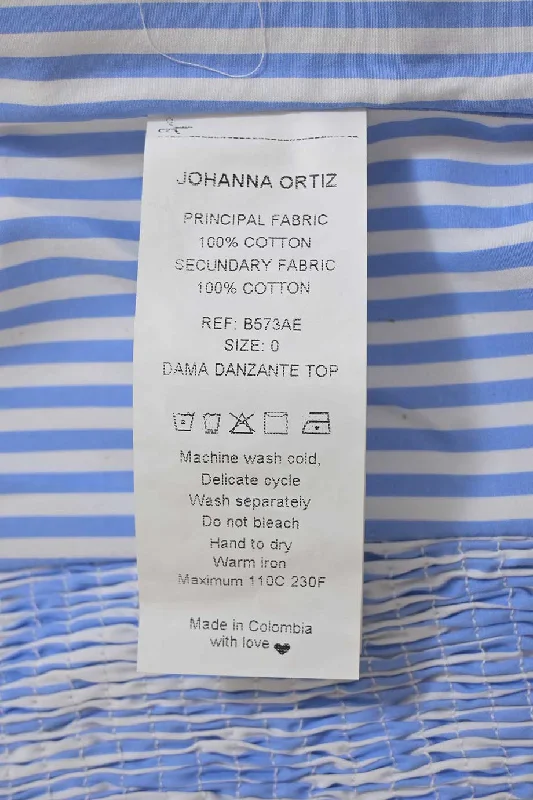 JOHANNA ORTIZ
PRINCIPAL FABRIC
100% COTTON
SECUNDARY FABRIC
100% COTTON
REF: B573AE
SIZE: 0
DAMA DANZANTE TOP
Machine wash cold,
Delicate cycle
Wash separately
Do not bleach
Hand to dry
Warm iron
Maximum 110C 230F
Made in Colombia
with love